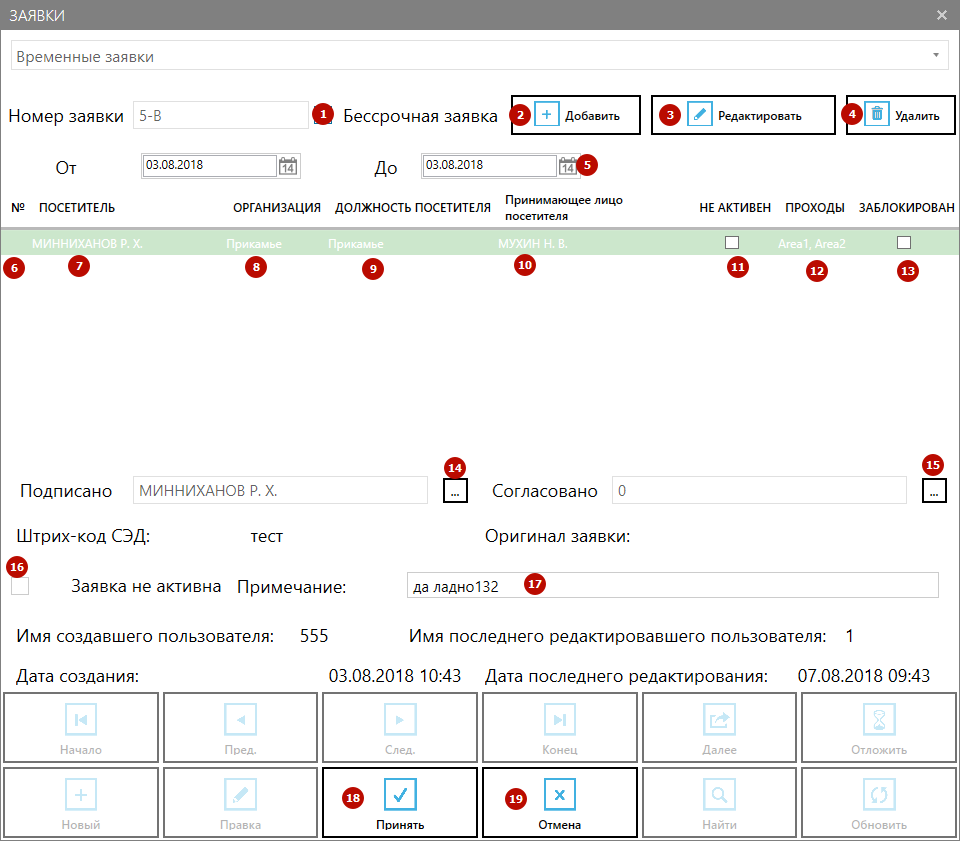 ЗАЯВКИ
Временные заявки
Номер заявки 5-В 1 Бессрочная заявка 2 + Добавить 3 Редактировать 4 Удалить
От 03.08.2018 14 До 03.08.2018 14 5
№ ПОСЕТИТЕЛЬ ОРГАНИЗАЦИЯ ДОЛЖНОСТЬ ПОСЕТИТЕЛЯ Принимающее лицо НЕ АКТИВЕН ПРОХОДЫ ЗАБЛОКИРОВАН
посетителя
МИННИХАНОВ Р. Х. Прикамье Прикамье МУХИН Н. В. Area1, Area2
6 7 8 9 10 11 12 13
14 15
Подписано МИННИХАНОВ Р. Х. ... Согласовано 0 ...
Штрих-код СЭД: тест Оригинал заявки:
16
Заявка не активна Примечание: да ладно132 17
Имя создавшего пользователя: 555 Имя последнего редактировавшего пользователя: 1
Дата создания: 03.08.2018 10:43 Дата последнего редактирования: 07.08.2018 09:43
Начало Пред. След. Конец Далее Отложить
18 19
Новый Правка Принять Отмена Найти Обновить